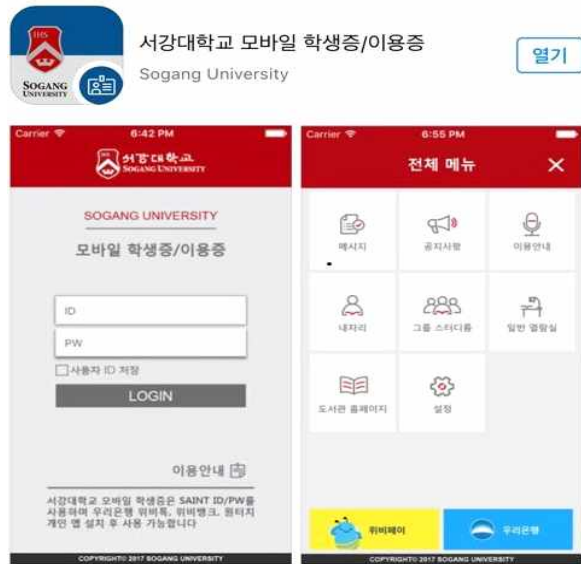 IHS
SOGANG
UNIVERSITY
서강대학교 모바일 학생증/이용증
Sogang University
열기
Carrier
6:42 PM
서강대학교
SOGANG UNIVERSITY
SOGANG UNIVERSITY
모바일 학생증/이용증
ID
PW
사용자 ID 저장
LOGIN
이용안내
서강대학교 모바일 학생증은 SAINT ID/PW를
사용하며 우리은행 위비톡, 위비뱅크, 원터치
개인 앱 설치 후 사용 가능합니다
COPYRIGHT© 2017 SOGANG UNIVERSITY
Carrier
6:55 PM
전체 메뉴
메시지
공지사항
이용안내
내자리
그룹 스터디룸
일반 열람실
도서관 홈페이지
설정
위비페이
우리은행
COPYRIGHT© 2017 SOGANG UNIVERSITY